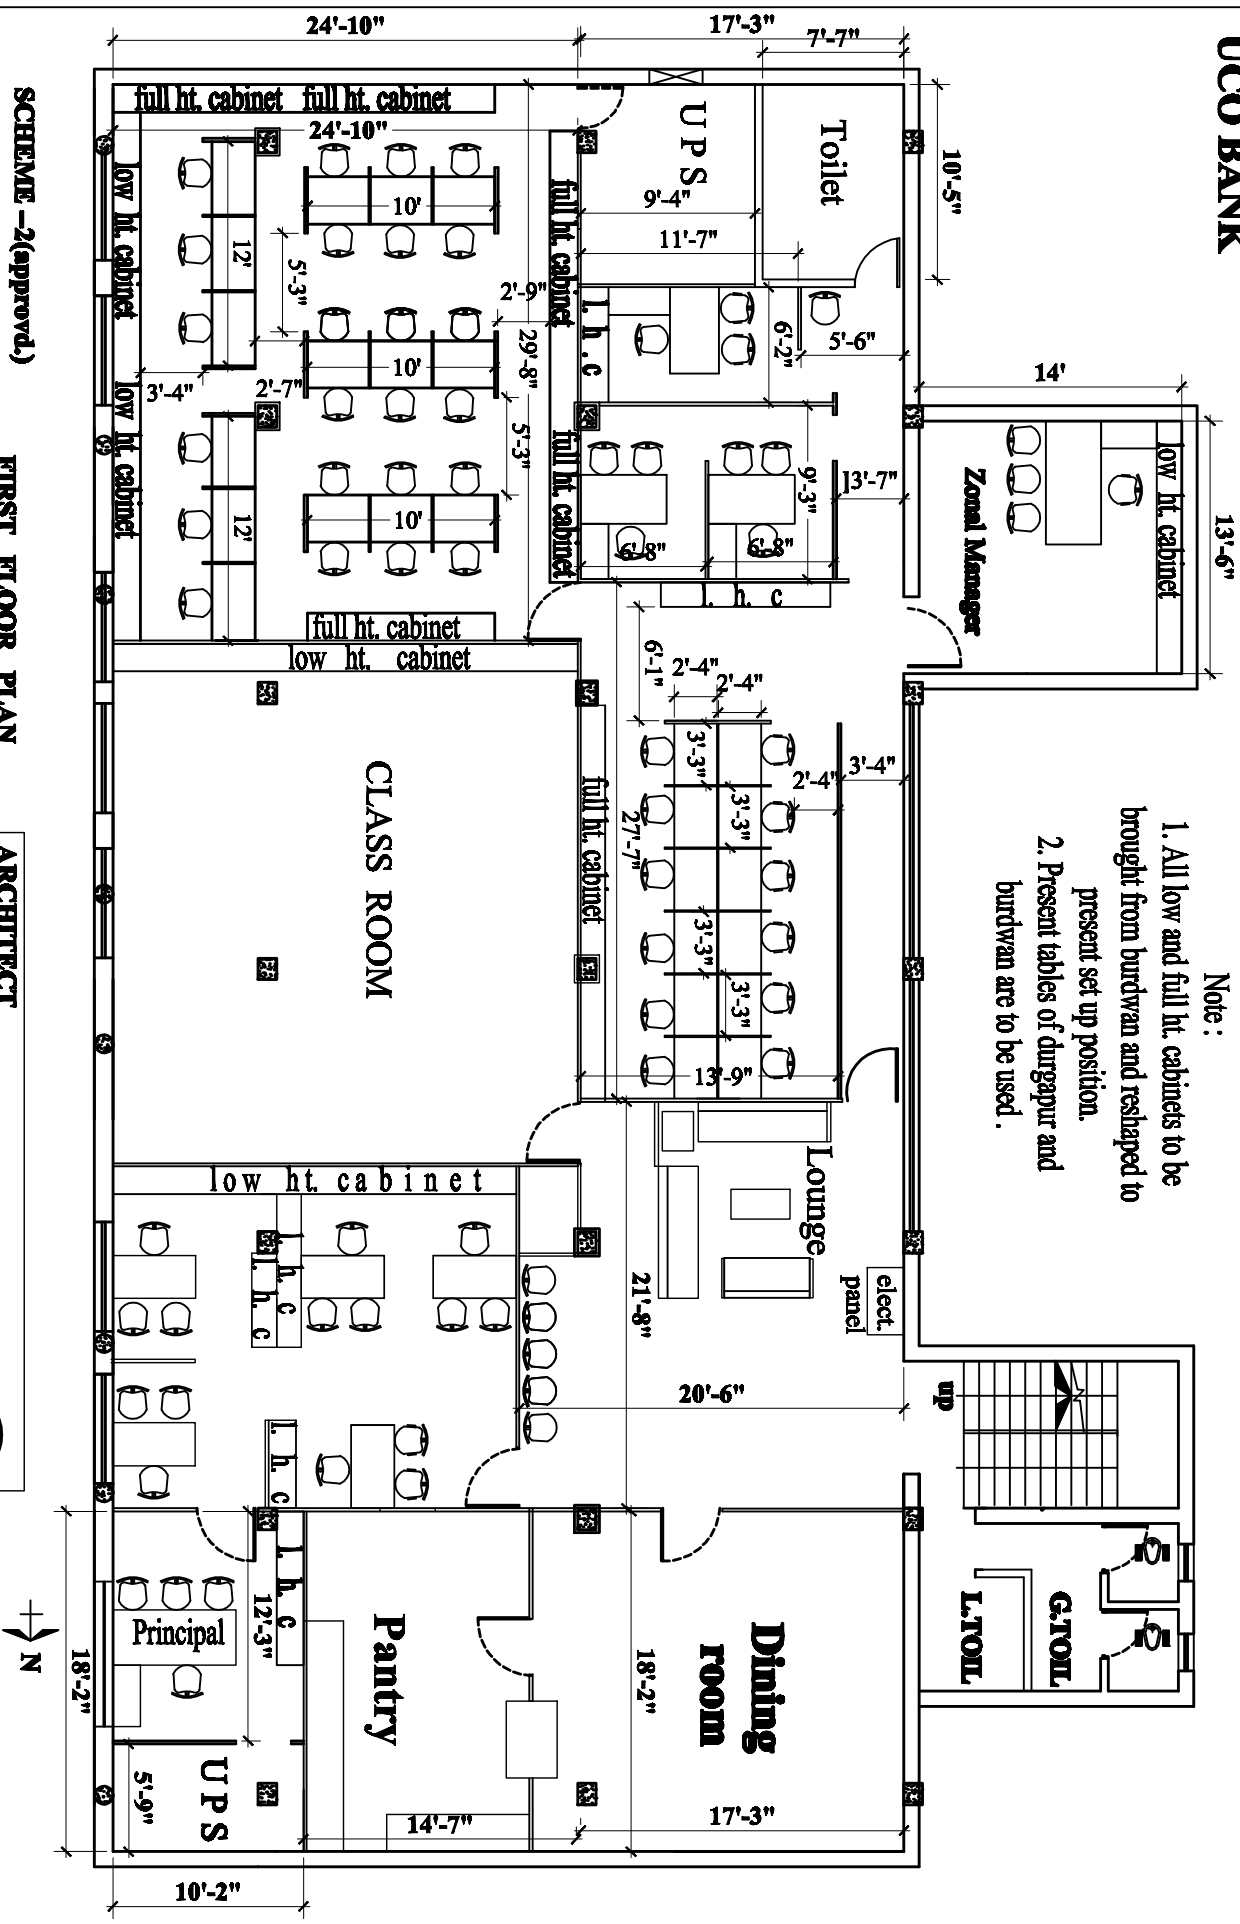 UCO BANK
SCHEME –2(approvd.)
FIRST FLOOR PLAN
ARCHITECT
Note :
1. All low and full ht. cabinets to be
brought from burdwan and reshaped to
present set up position.
2. Present tables of durgapur and
burdwan are to be used .
24'-10"
17'-3"
7'-7"
10'-5"
14'
13'-6"
full ht. cabinet
full ht. cabinet
24'-10"
low ht. cabinet
low ht. cabinet
12'
12'
10'
10'
10'
5'-3"
5'-3"
2'-9"
29'-8"
3'-4"
2'-7"
full ht. cabinet
full ht. cabinet
full ht. cabinet
low ht. cabinet
U P S
Toilet
9'-4"
11'-7"
l. h .c
6'-2"
5'-6"
9'-3"
3'-7"
6'-8"
6'-8"
l. h. c
low ht. cabinet
Zonal Manager
6'-1"
2'-4"
2'-4"
3'-3"
3'-3"
3'-3"
3'-3"
2'-4"
3'-4"
27'-7"
13'-9"
full ht. cabinet
CLASS ROOM
Lounge
elect.
panel
21'-8"
20'-6"
up
low ht. cabinet
l. h. c
l. h. c
l. h. c
l. h. c
Principal
12'-3"
18'-2"
5'-9"
U P S
10'-2"
Pantry
14'-7"
Dining
room
18'-2"
17'-3"
G.TOIL
L.TOIL
N